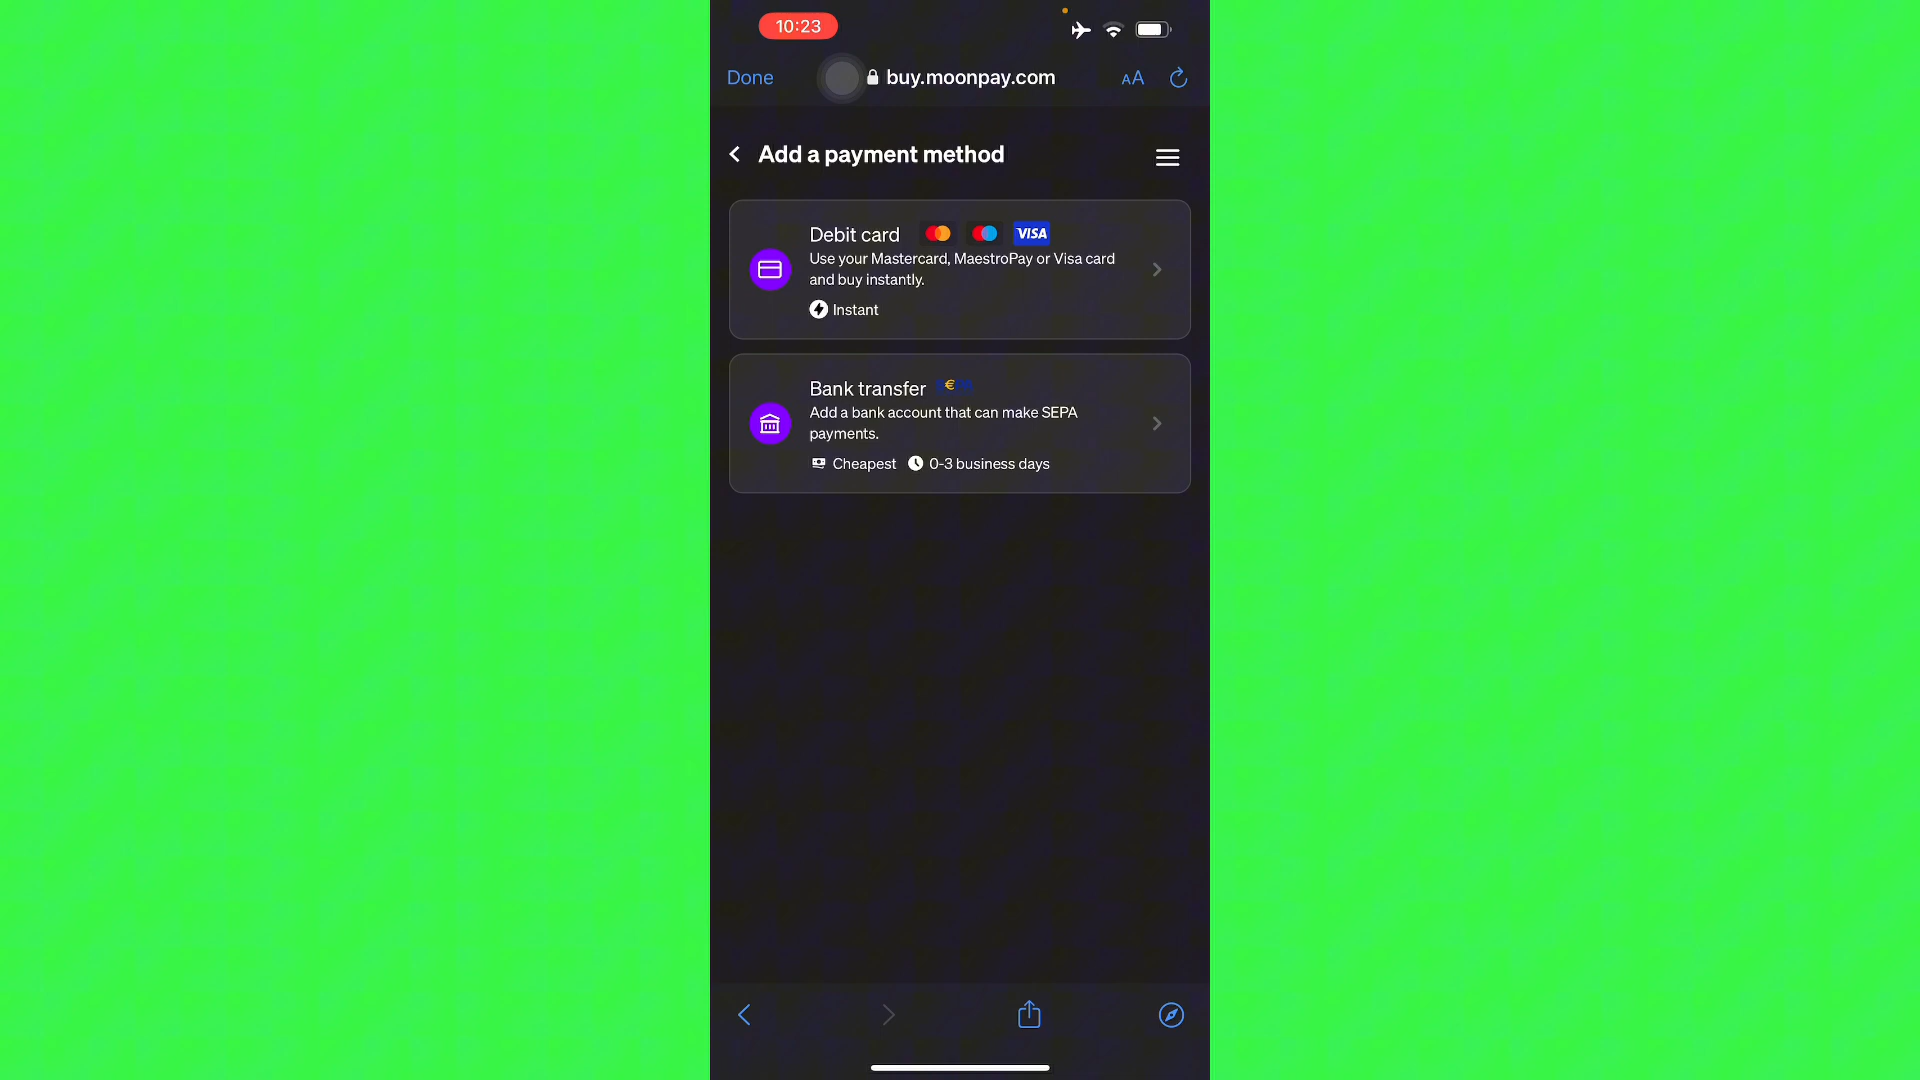 10:23
Done
buy.moonpay.com
AA
Add a payment method
Debit card VISA
Use your Mastercard, MaestroPay or Visa card
and buy instantly.
Instant
Bank transfer
Add a bank account that can make SEPA
payments.
Cheapest 0-3 business days